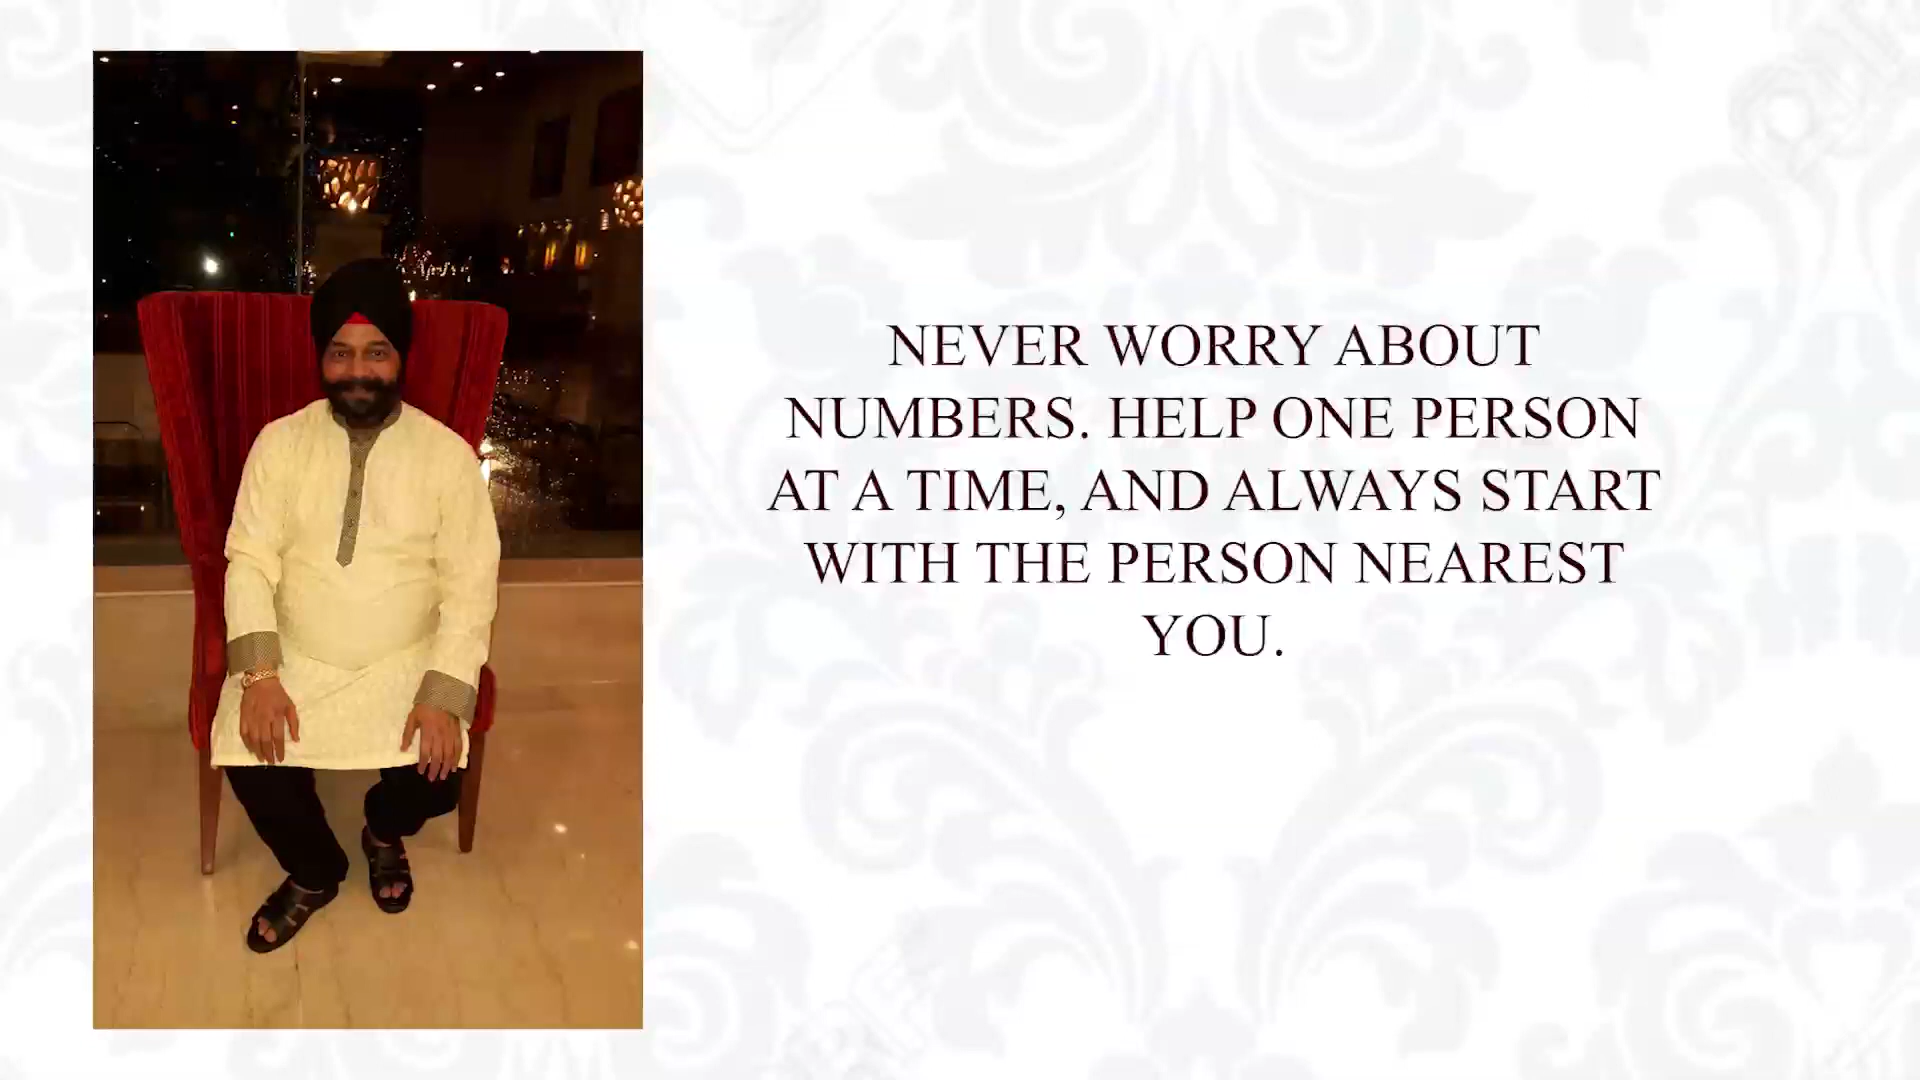 NEVER WORRY ABOUT
NUMBERS. HELP ONE PERSON
AT A TIME, AND ALWAYS START
WITH THE PERSON NEAREST
YOU.